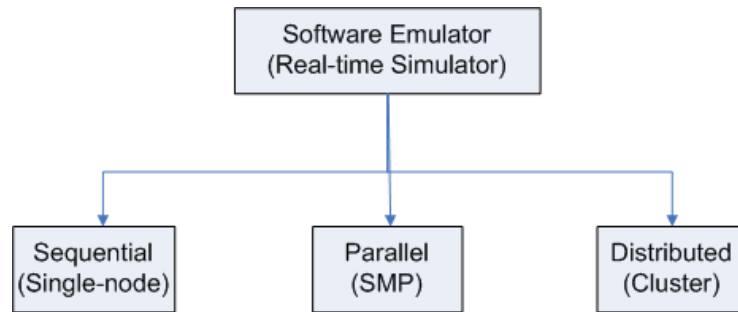 Software Emulator
(Real-time Simulator)
Sequential
(Single-node)
Parallel
(SMP)
Distributed
(Cluster)